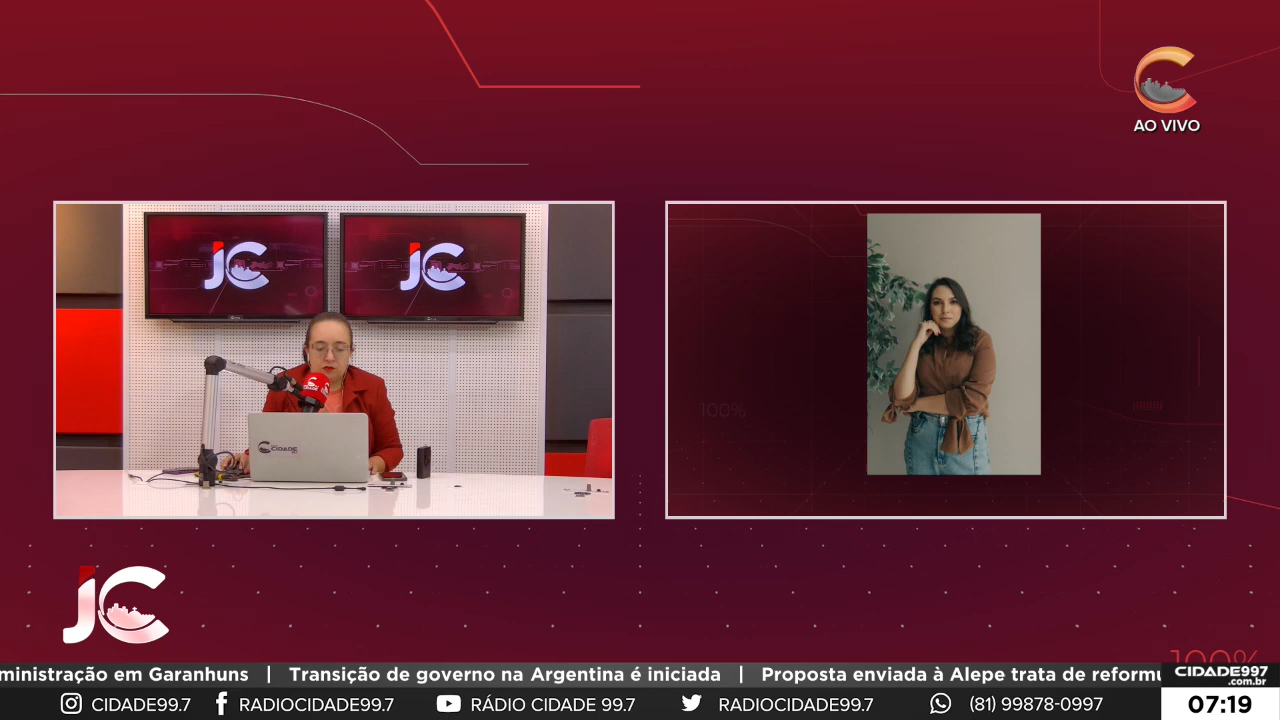 AO VIVO
JC
JC
CIDADE
100%
JC
100%
ministração em Garanhuns | Transição de governo na Argentina é iniciada | Proposta enviada à Alepe trata de reformu
CIDADE997
.com.br
CIDADE99.7
RADIOCIDADE99.7
RÁDIO CIDADE 99.7
RADIOCIDADE99.7
(81) 99878-0997
07:19